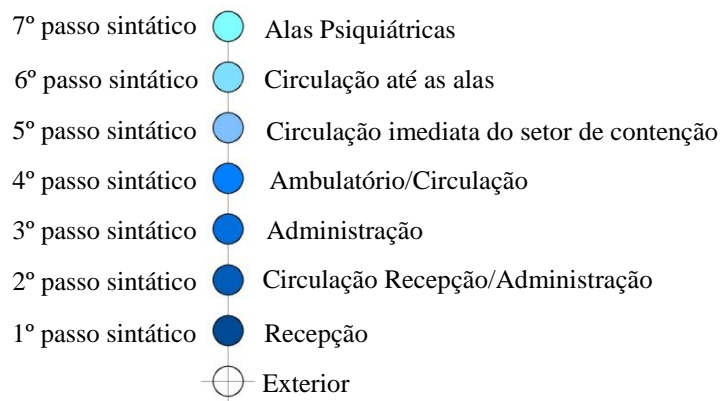 7º passo sintático Alas Psiquiátricas
6º passo sintático Circulação até as alas
5º passo sintático Circulação imediata do setor de contenção
4º passo sintático Ambulatório/Circulação
3º passo sintático Administração
2º passo sintático Circulação Recepção/Administração
1º passo sintático Recepção
Exterior